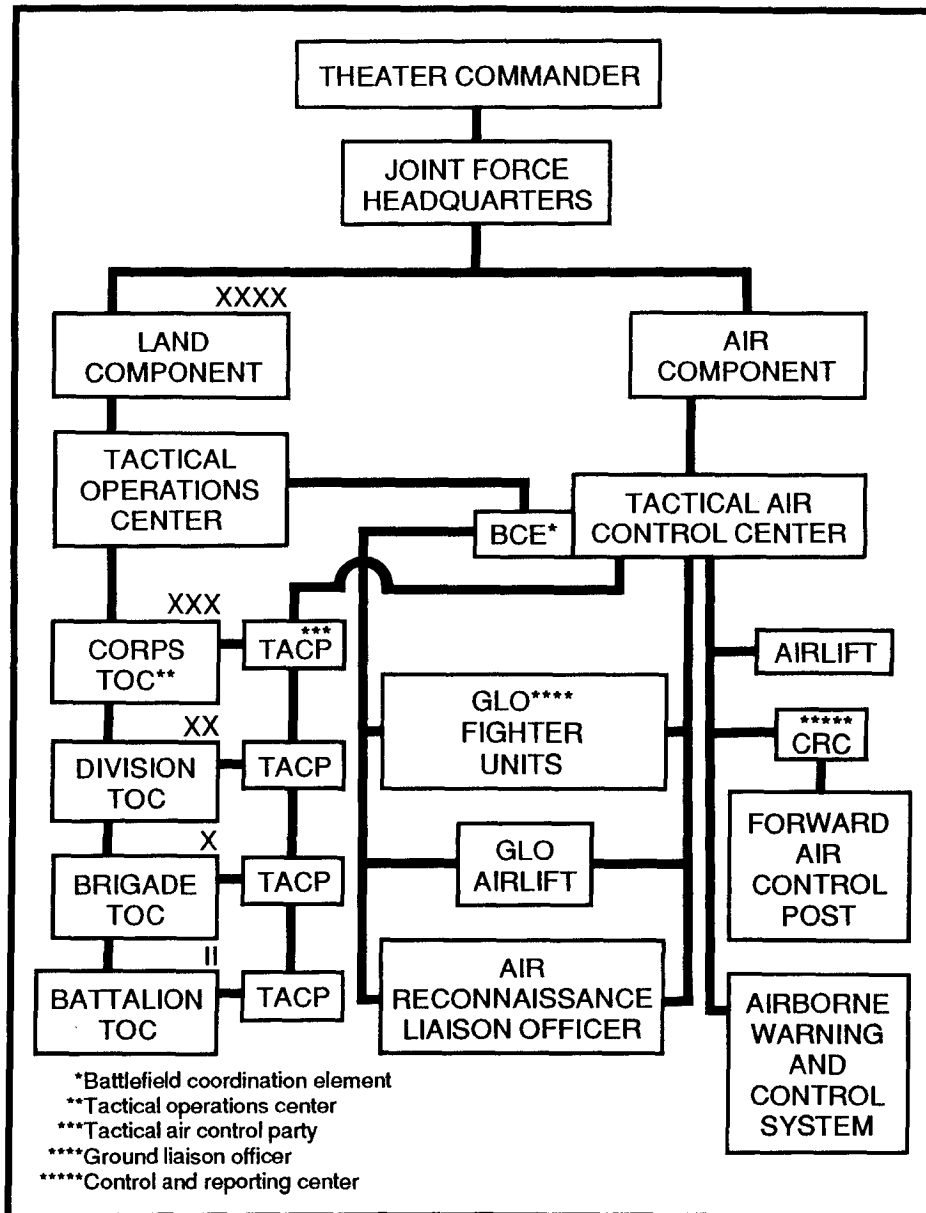 THEATER COMMANDER
JOINT FORCE
HEADQUARTERS
XXXX
LAND
COMPONENT
AIR
COMPONENT
TACTICAL
OPERATIONS
CENTER
BCE*
TACTICAL AIR
CONTROL CENTER
XXX
CORPS
TOC**
***
TACP
AIRLIFT
GLO****
FIGHTER
UNITS
*****
CRC
XX
DIVISION
TOC
TACP
FORWARD
AIR
CONTROL
POST
GLO
AIRLIFT
X
BRIGADE
TOC
TACP
II
BATTALION
TOC
TACP
AIR
RECONNAISSANCE
LIAISON OFFICER
AIRBORNE
WARNING
AND
CONTROL
SYSTEM
*Battlefield coordination element
**Tactical operations center
***Tactical air control party
****Ground liaison officer
*****Control and reporting center